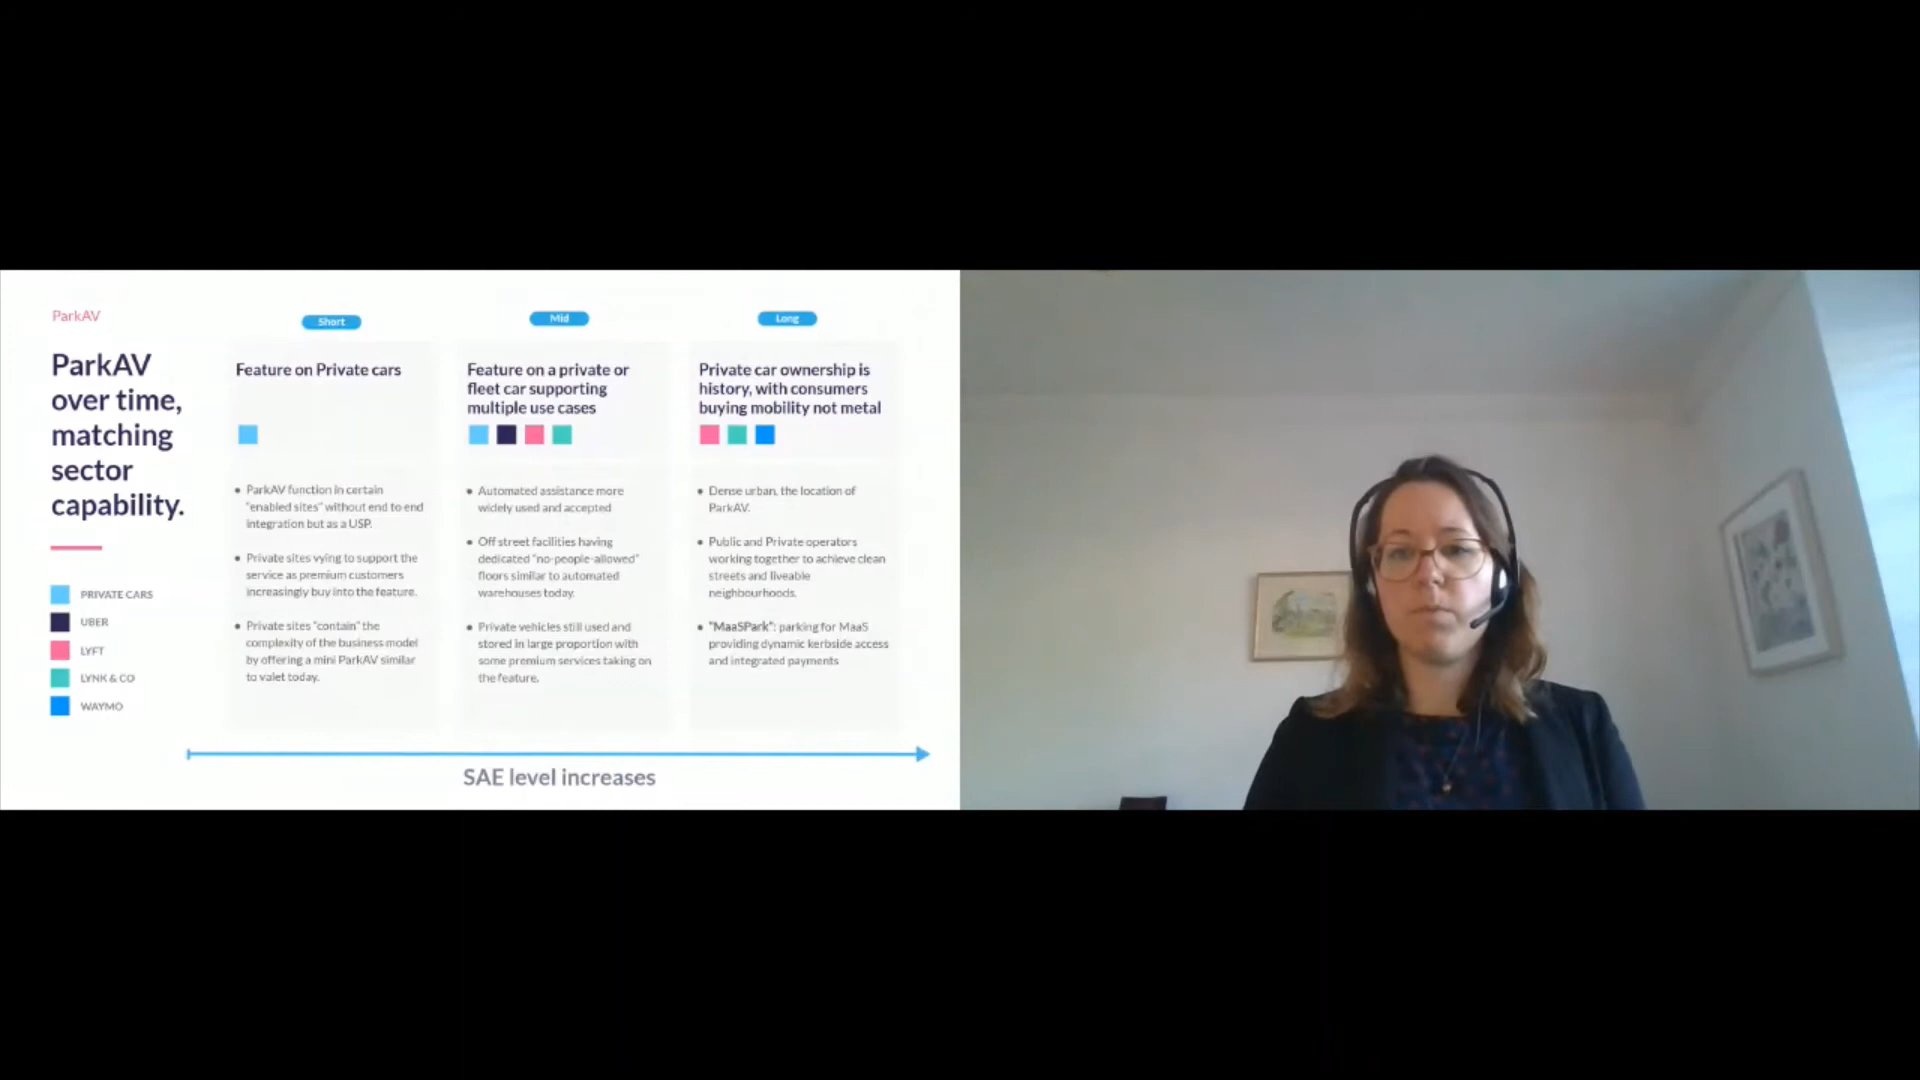 ParkAV
ParkAV
over time,
matching
sector
capability.
PRIVATE CARS
UBER
LYFT
LYNK & CO
WAYMO
Short
Feature on Private cars
• ParkAV function in certain
"enabled sites" without end to end
integration but as a USP.
• Private sites vying to support the
service as premium customers
increasingly buy into the feature.
• Private sites "contain" the
complexity of the business model
by offering a mini ParkAV similar
to valet today.
Mid
Feature on a private or
fleet car supporting
multiple use cases
• Automated assistance more
widely used and accepted
• Off street facilities having
dedicated "no-people-allowed"
floors similar to automated
warehouses today.
• Private vehicles still used and
stored in large proportion with
some premium services taking on
the feature.
Long
Private car ownership is
history, with consumers
buying mobility not metal
• Dense urban, the location of
ParkAV.
• Public and Private operators
working together to achieve clean
streets and liveable
neighbourhoods.
• "MaaSPark": parking for MaaS
providing dynamic kerbside access
and integrated payments
SAE level increases